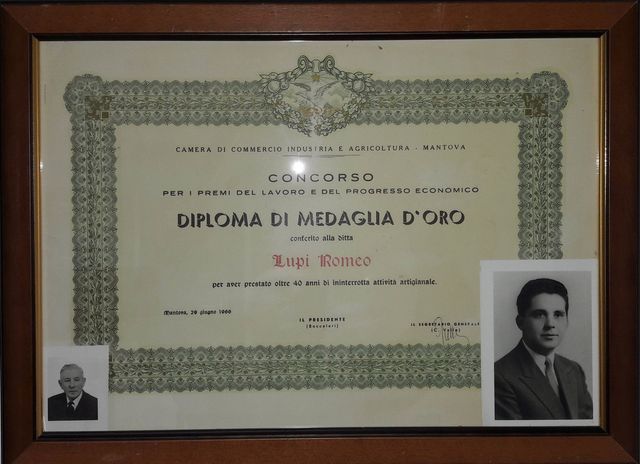 CAMERA DI COMMERCIO INDUSTRIA E AGRICOLTURA - MANTOVA
CONCORSO
PER I PREMI DEL LAVORO E DEL PROGRESSO ECONOMICO
DIPLOMA DI MEDAGLIA D'ORO
conferito alla ditta
Lupi Romeo
per aver prestato oltre 40 anni di ininterrotta attività artigianale.
Mantova, 29 giugno 1960
IL PRESIDENTE
IL SEGRETARIO GENERALE